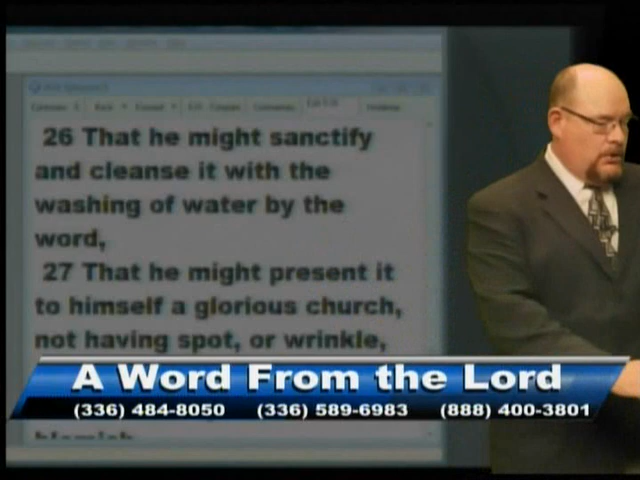 26 That he might sanctify
and cleanse it with the
washing of water by the
word,
27 That he might present it
to himself a glorious church,
not having spot, or wrinkle,
A Word From the Lord
(336) 484-8050 (336) 589-6983 (888) 400-3801